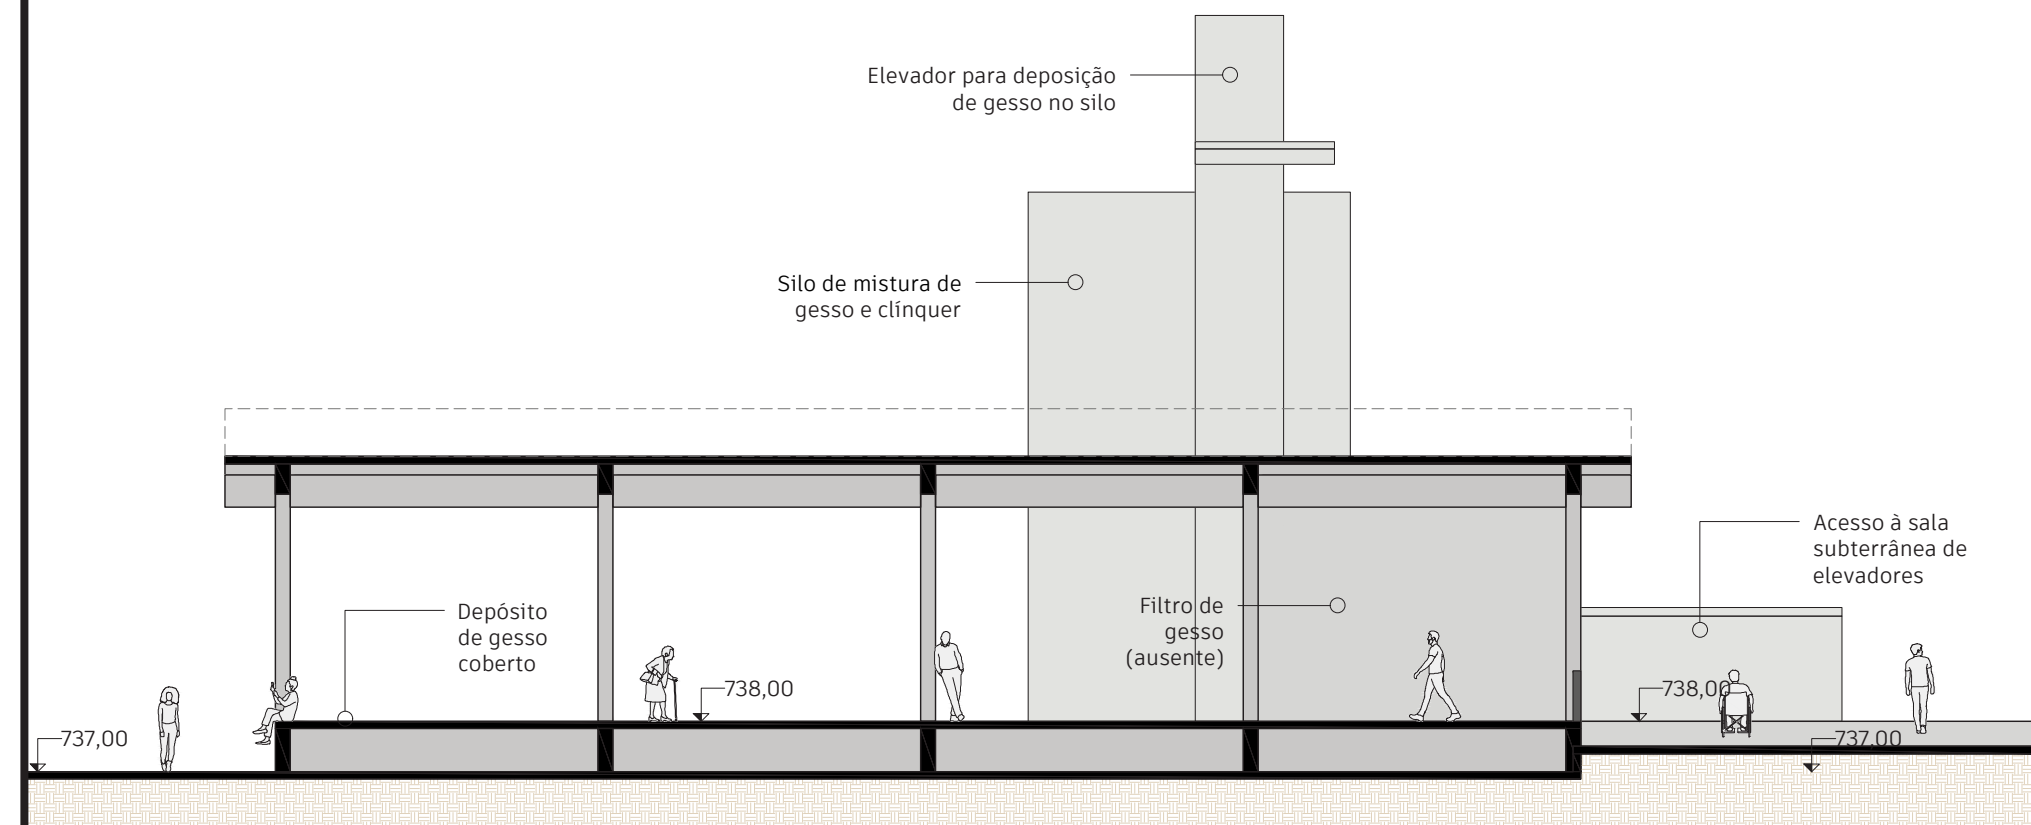 Elevador para deposição
de gesso no silo
Silo de mistura de
gesso e clínquer
Acesso à sala
subterrânea de
elevadores
Depósito
de gesso
coberto
Filtro de
gesso
(ausente)
738,00
738,00
737,00
737,00